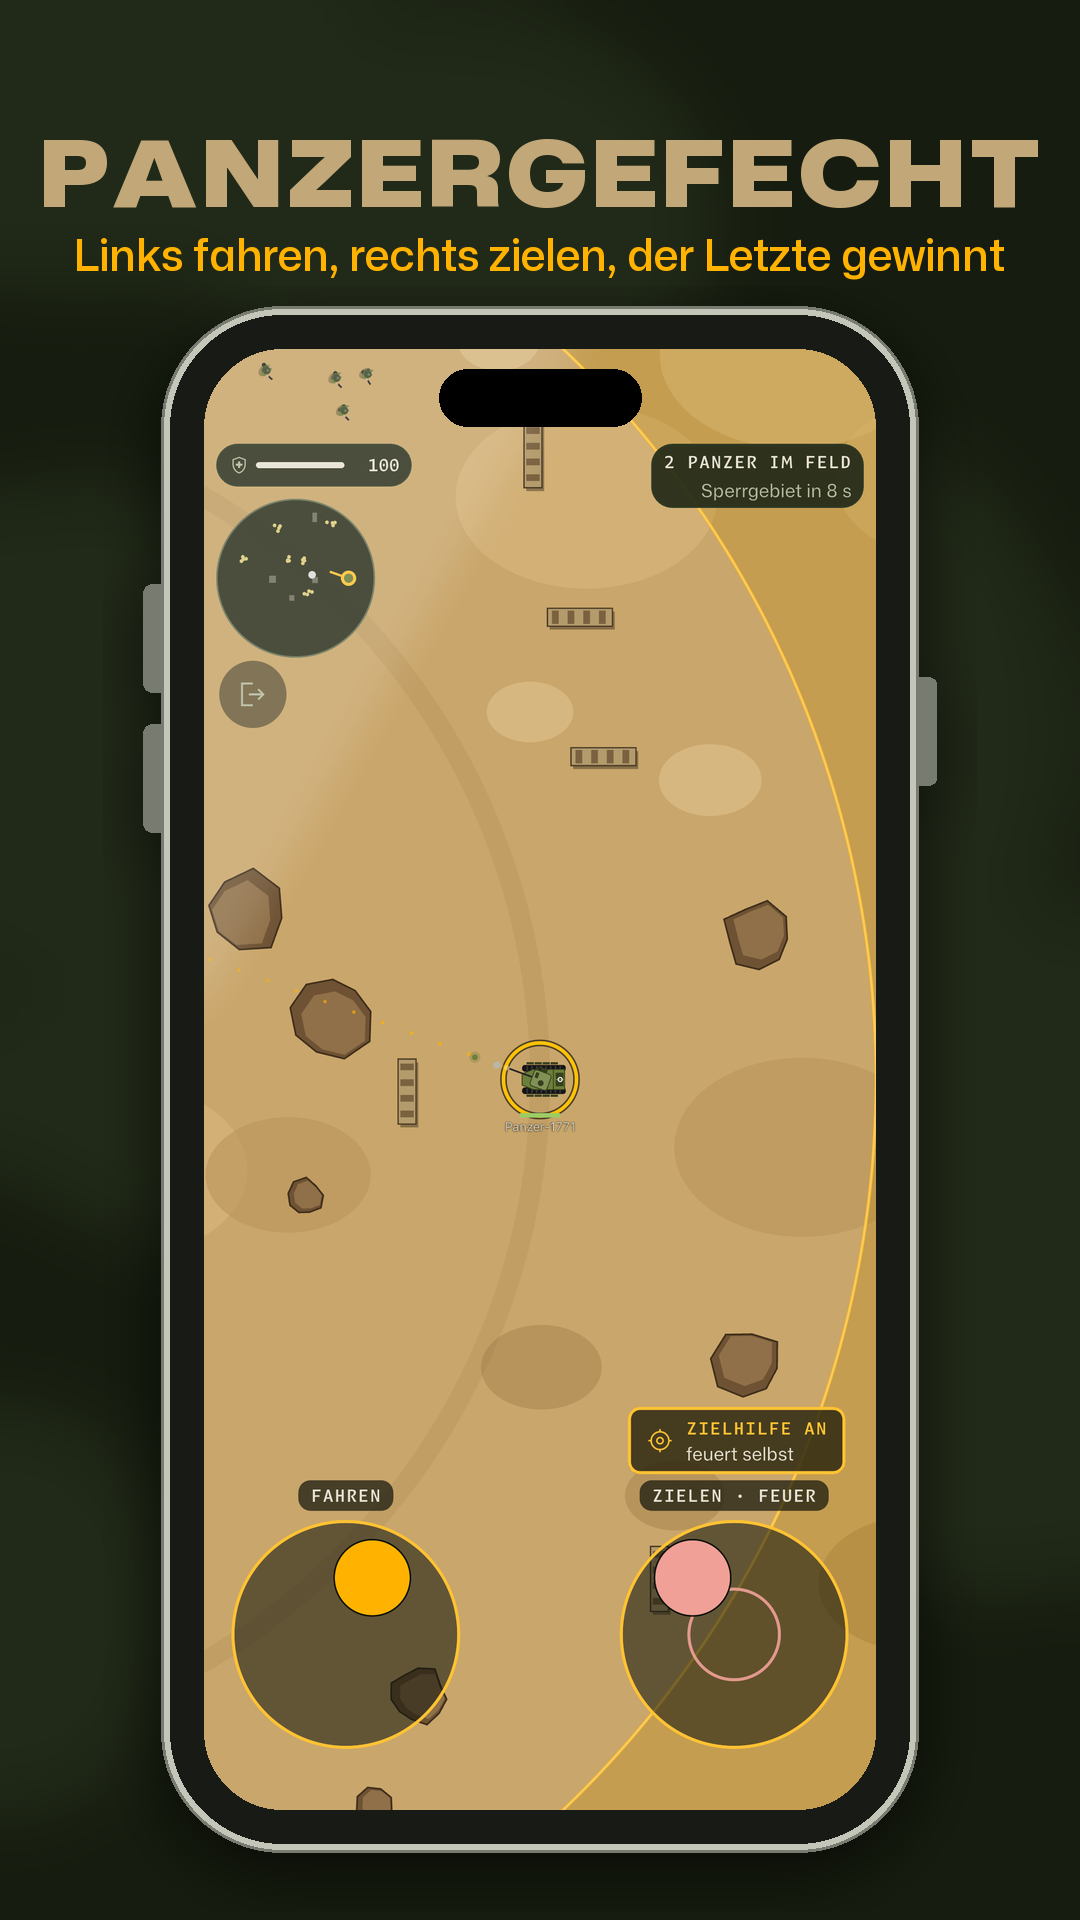 PANZERGEFECHT
Links fahren, rechts zielen, der Letzte gewinnt
100
2 PANZER IM FELD
Sperrgebiet in 8 s
Panzer-1771
ZIELHILFE AN
feuert selbst
FAHREN
ZIELEN · FEUER